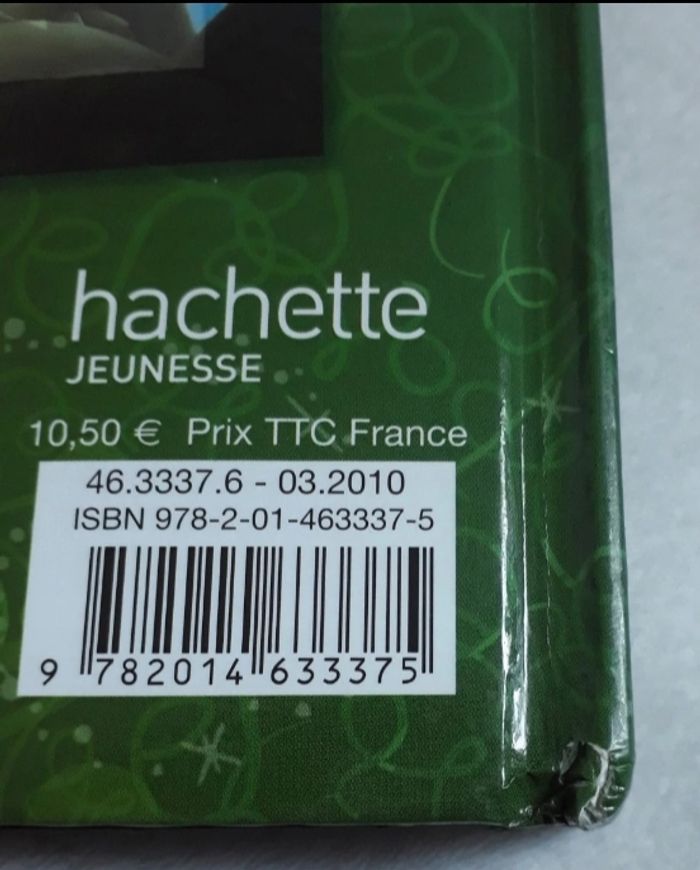 hachette
JEUNESSE
10,50 € Prix TTC France
46.3337.6 - 03.2010
ISBN 978-2-01-463337-5
9 782014 633375